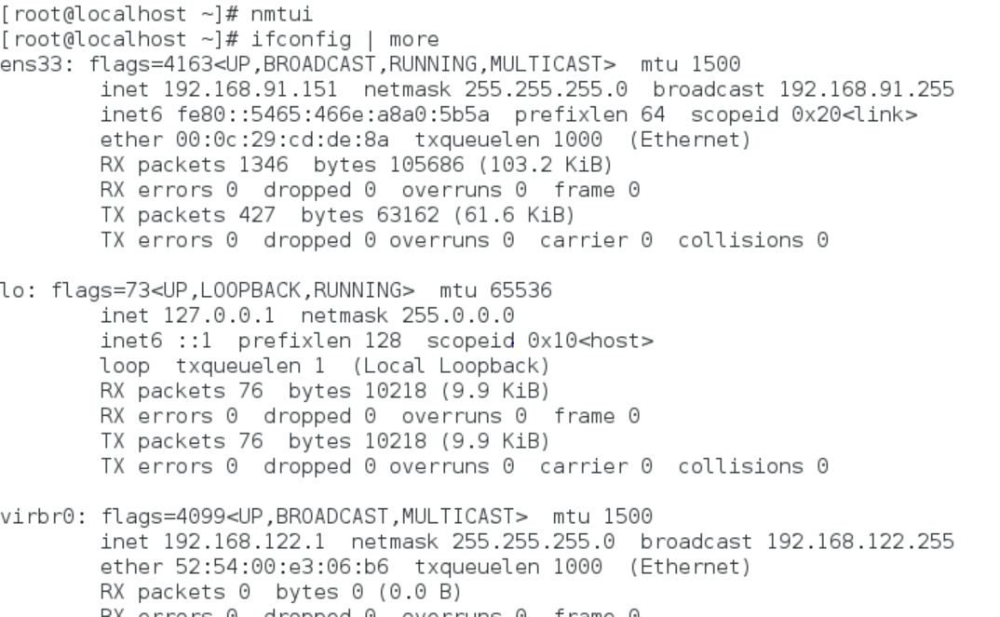 [root@localhost ~]# nmtui
[root@localhost ~]# ifconfig | more
ens33: flags=4163<UP,BROADCAST,RUNNING,MULTICAST>  mtu 1500
        inet 192.168.91.151  netmask 255.255.255.0  broadcast 192.168.91.255
        inet6 fe80::5465:466e:a8a0:5b5a  prefixlen 64  scopeid 0x20<link>
        ether 00:0c:29:cd:de:8a  txqueuelen 1000  (Ethernet)
        RX packets 1346  bytes 105686 (103.2 KiB)
        RX errors 0  dropped 0  overruns 0  frame 0
        TX packets 427  bytes 63162 (61.6 KiB)
        TX errors 0  dropped 0 overruns 0  carrier 0  collisions 0

lo: flags=73<UP,LOOPBACK,RUNNING>  mtu 65536
        inet 127.0.0.1  netmask 255.0.0.0
        inet6 ::1  prefixlen 128  scopeid 0x10<host>
        loop  txqueuelen 1  (Local Loopback)
        RX packets 76  bytes 10218 (9.9 KiB)
        RX errors 0  dropped 0  overruns 0  frame 0
        TX packets 76  bytes 10218 (9.9 KiB)
        TX errors 0  dropped 0 overruns 0  carrier 0  collisions 0

virbr0: flags=4099<UP,BROADCAST,MULTICAST>  mtu 1500
        inet 192.168.122.1  netmask 255.255.255.0  broadcast 192.168.122.255
        ether 52:54:00:e3:06:b6  txqueuelen 1000  (Ethernet)
        RX packets 0  bytes 0 (0.0 B)
        RX errors 0  dropped 0  overruns 0  frame 0